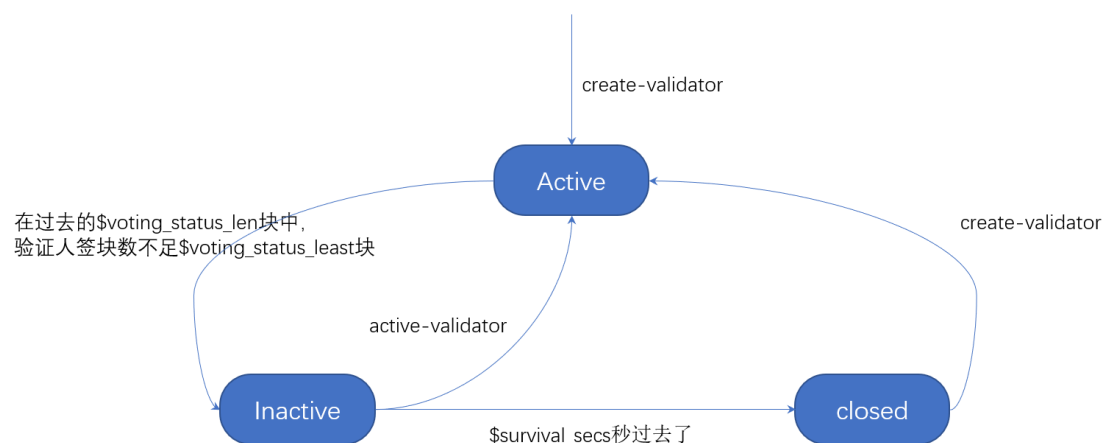 create-validator
Active
在过去的$voting_status_len块中，
验证人签块数不足$voting_status_least块
create-validator
active-validator
Inactive
closed
$survival_secs秒过去了